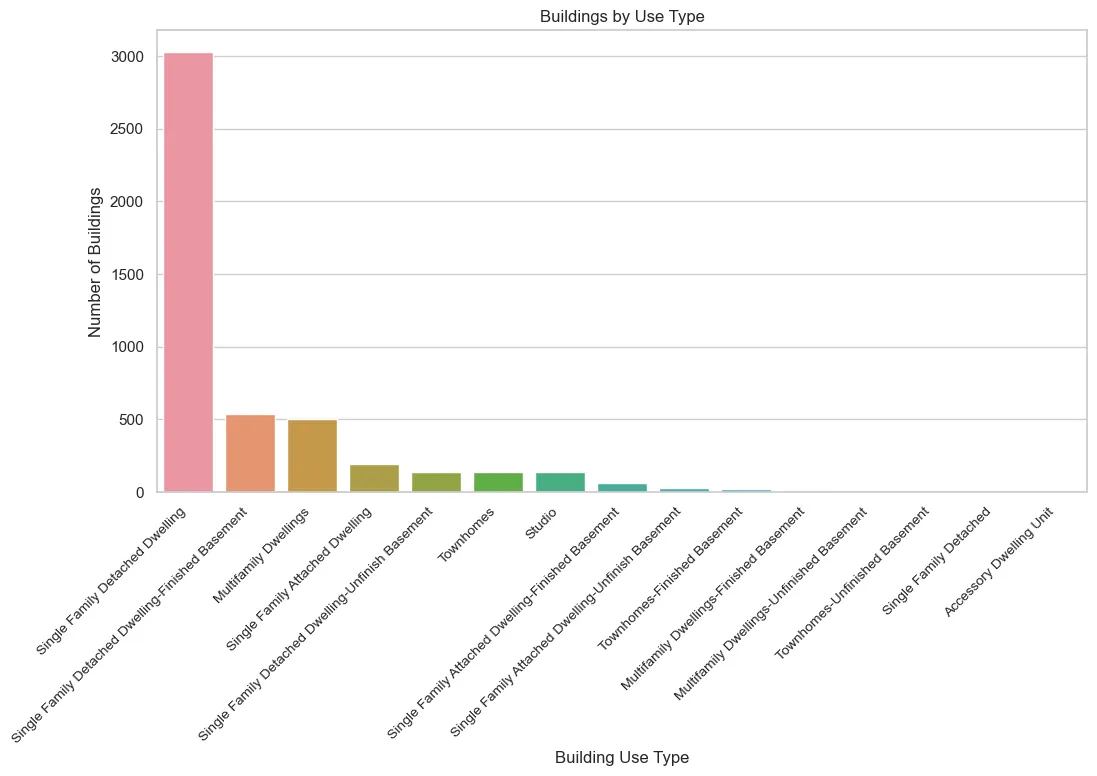 Buildings by Use Type
Number of Buildings
3000
2500
2000
1500
1000
500
0
Single Family Detached Dwelling
Single Family Detached Dwelling-Finished Basement
Multifamily Dwellings
Single Family Attached Dwelling
Single Family Detached Dwelling-Unfinish Basement
Townhomes
Studio
Single Family Attached Dwelling-Finished Basement
Single Family Attached Dwelling-Unfinish Basement
Townhomes-Finished Basement
Multifamily Dwellings-Finished Basement
Multifamily Dwellings-Unfinished Basement
Townhomes-Unfinished Basement
Single Family Detached
Accessory Dwelling Unit
Building Use Type